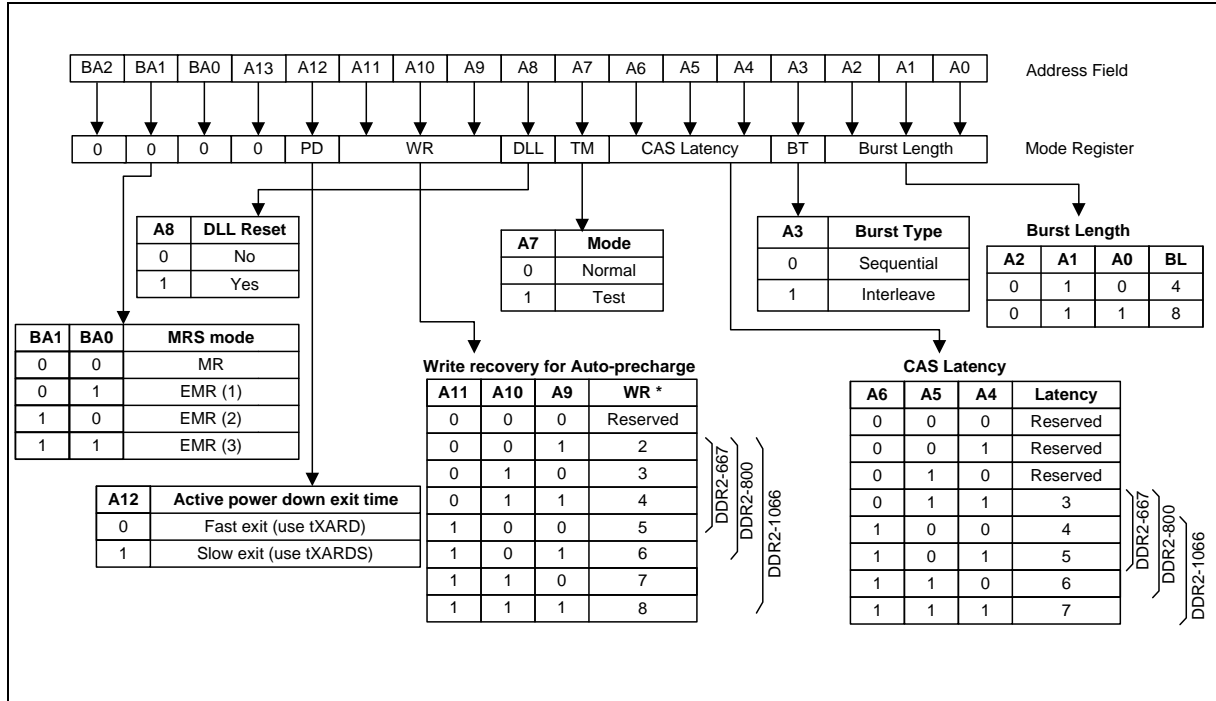 BA2 BA1 BA0 A13 A12 A11 A10 A9 A8 A7 A6 A5 A4 A3 A2 A1 A0 Address Field
0 0 0 0 PD WR DLL TM CAS Latency BT Burst Length Mode Register
A8 DLL Reset
0 No
1 Yes
A7 Mode
0 Normal
1 Test
A3 Burst Type
0 Sequential
1 Interleave
Burst Length
A2 A1 A0 BL
0 1 0 4
0 1 1 8
BA1 BA0 MRS mode
0 0 MR
0 1 EMR (1)
1 0 EMR (2)
1 1 EMR (3)
A12 Active power down exit time
0 Fast exit (use tXARD)
1 Slow exit (use tXARDS)
Write recovery for Auto-precharge
A11 A10 A9 WR *
0 0 0 Reserved
0 0 1 2
0 1 0 3
0 1 1 4
1 0 0 5
1 0 1 6
1 1 0 7
1 1 1 8
DDR2-667
DDR2-800
DDR2-1066
CAS Latency
A6 A5 A4 Latency
0 0 0 Reserved
0 0 1 Reserved
0 1 0 Reserved
0 1 1 3
1 0 0 4
1 0 1 5
1 1 0 6
1 1 1 7
DDR2-667
DDR2-800
DDR2-1066